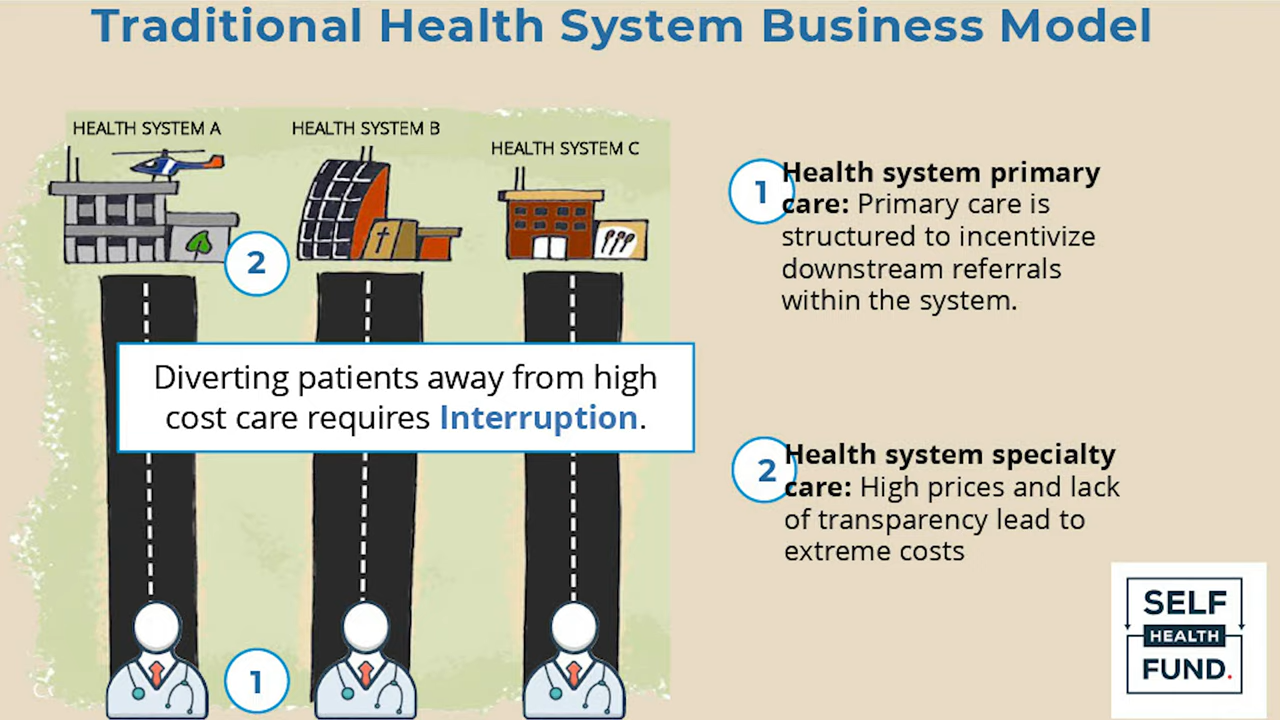 Traditional Health System Business Model
HEALTH SYSTEM A
HEALTH SYSTEM B
HEALTH SYSTEM C
2
Diverting patients away from high
cost care requires Interruption.
1
1
Health system primary
care: Primary care is
structured to incentivize
downstream referrals
within the system.
2
Health system specialty
care: High prices and lack
of transparency lead to
extreme costs
SELF
HEALTH
FUND.